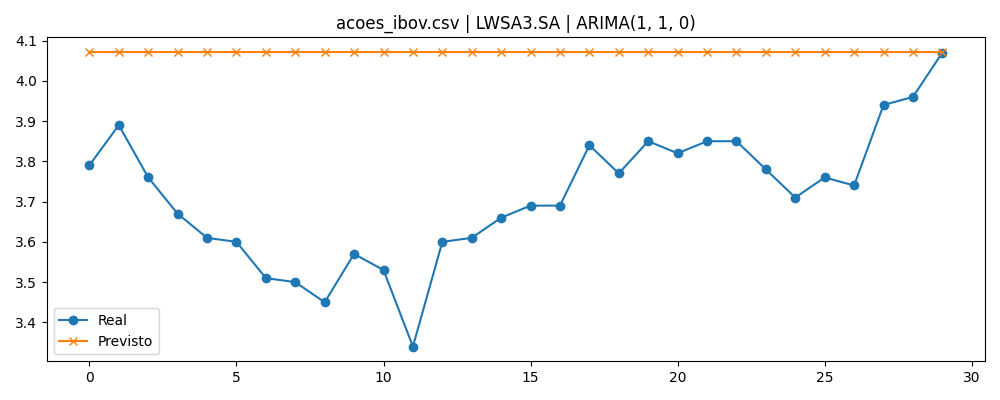 acoes_ibov.csv | LWSA3.SA | ARIMA(1, 1, 0)
4.1
4.0
3.9
3.8
3.7
3.6
3.5
3.4
Real
Previsto
0 5 10 15 20 25 30